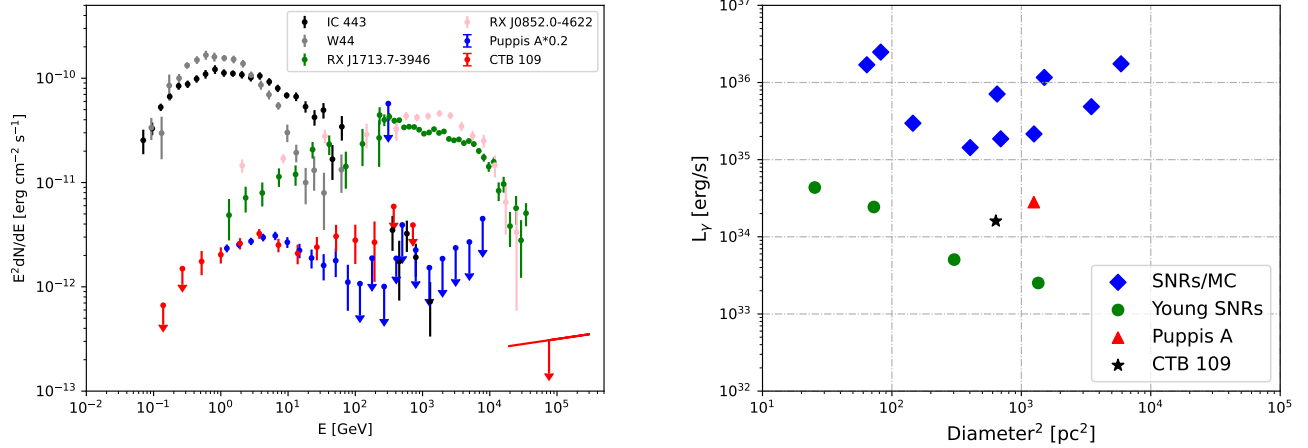 IC 443
W44
RX J1713.7-3946
RX J0852.0-4622
Puppis A*0.2
CTB 109
E²dN/dE [erg cm⁻² s⁻¹]
10⁻¹⁰
10⁻¹¹
10⁻¹²
10⁻¹³
10⁻² 10⁻¹ 10⁰ 10¹ 10² 10³ 10⁴ 10⁵
E [GeV]
Lγ [erg/s]
10³⁷
10³⁶
10³⁵
10³⁴
10³³
10³²
SNRs/MC
Young SNRs
Puppis A
CTB 109
10¹ 10² 10³ 10⁴ 10⁵
Diameter² [pc²]